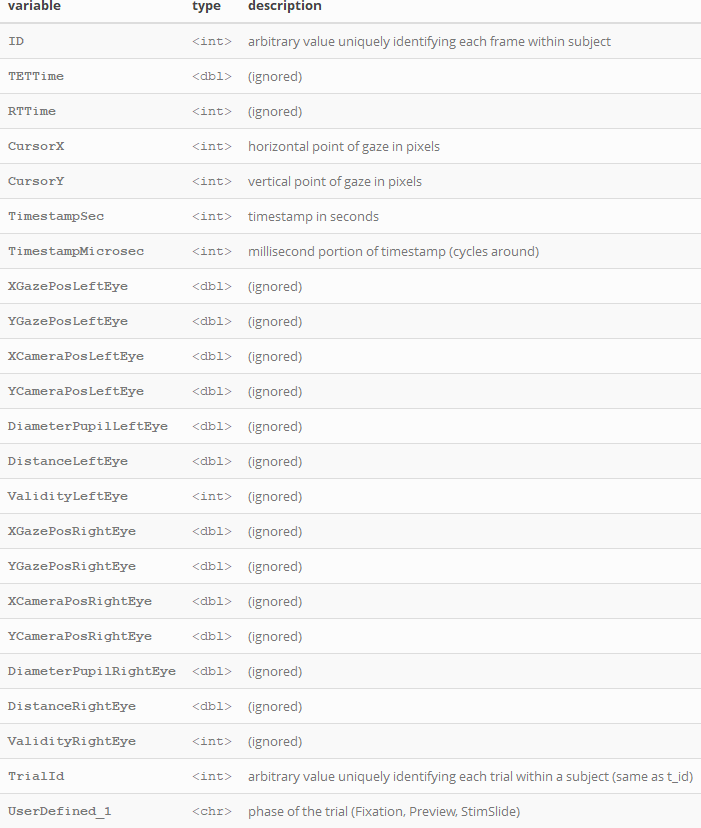 variable type description
ID <int> arbitrary value uniquely identifying each frame within subject
TETTime <dbl> (ignored)
RTTime <int> (ignored)
CursorX <int> horizontal point of gaze in pixels
CursorY <int> vertical point of gaze in pixels
TimestampSec <int> timestamp in seconds
TimestampMicrosec <int> millisecond portion of timestamp (cycles around)
XGazePosLeftEye <dbl> (ignored)
YGazePosLeftEye <dbl> (ignored)
XCameraPosLeftEye <dbl> (ignored)
YCameraPosLeftEye <dbl> (ignored)
DiameterPupilLeftEye <dbl> (ignored)
DistanceLeftEye <dbl> (ignored)
ValidityLeftEye <int> (ignored)
XGazePosRightEye <dbl> (ignored)
YGazePosRightEye <dbl> (ignored)
XCameraPosRightEye <dbl> (ignored)
YCameraPosRightEye <dbl> (ignored)
DiameterPupilRightEye <dbl> (ignored)
DistanceRightEye <dbl> (ignored)
ValidityRightEye <int> (ignored)
TrialId <int> arbitrary value uniquely identifying each trial within a subject (same as t_id)
UserDefined_1 <chr> phase of the trial (Fixation, Preview, StimSlide)